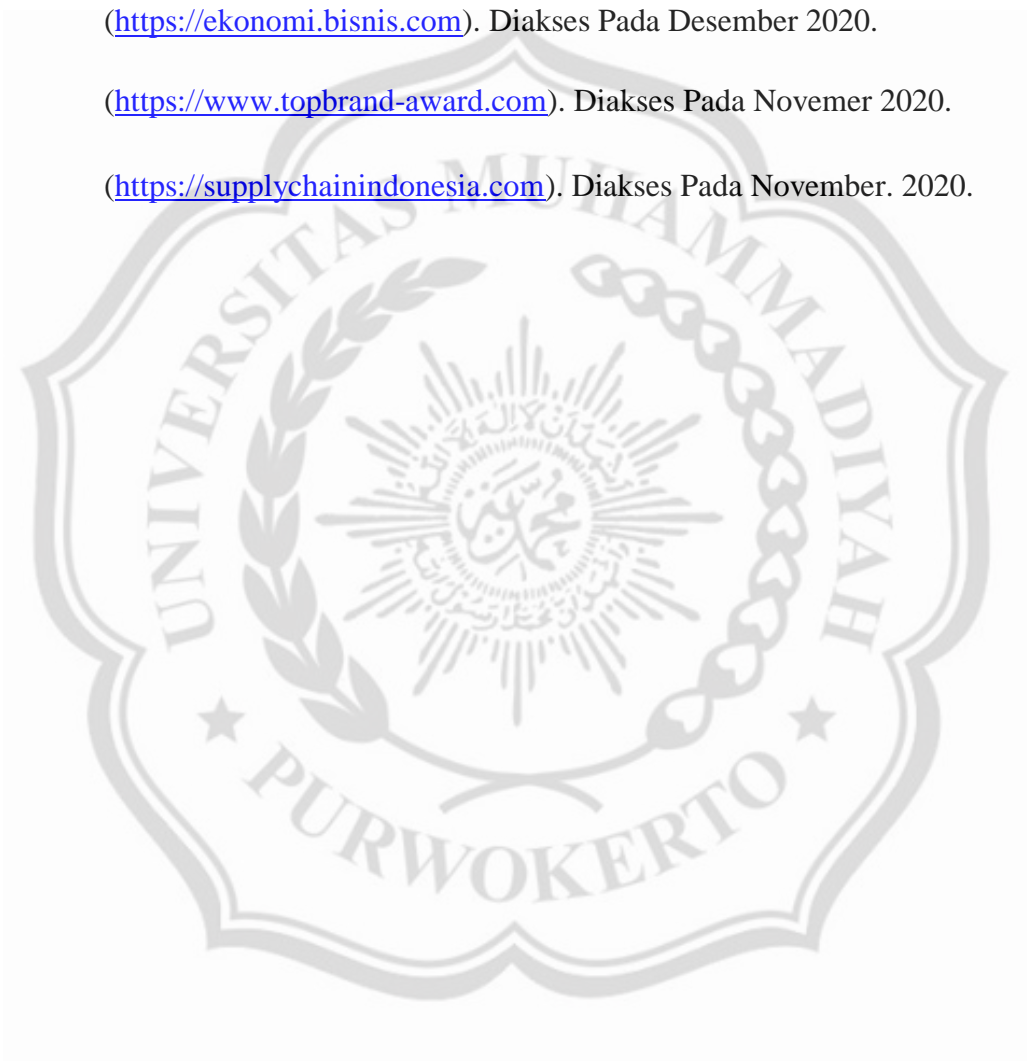 (https://ekonomi.bisnis.com). Diakses Pada Desember 2020.
(https://www.topbrand-award.com). Diakses Pada Novemer 2020.
(https://supplychainindonesia.com). Diakses Pada November. 2020.
UNIVERSITAS MUHAMMADIYAH
PURWOKERTO